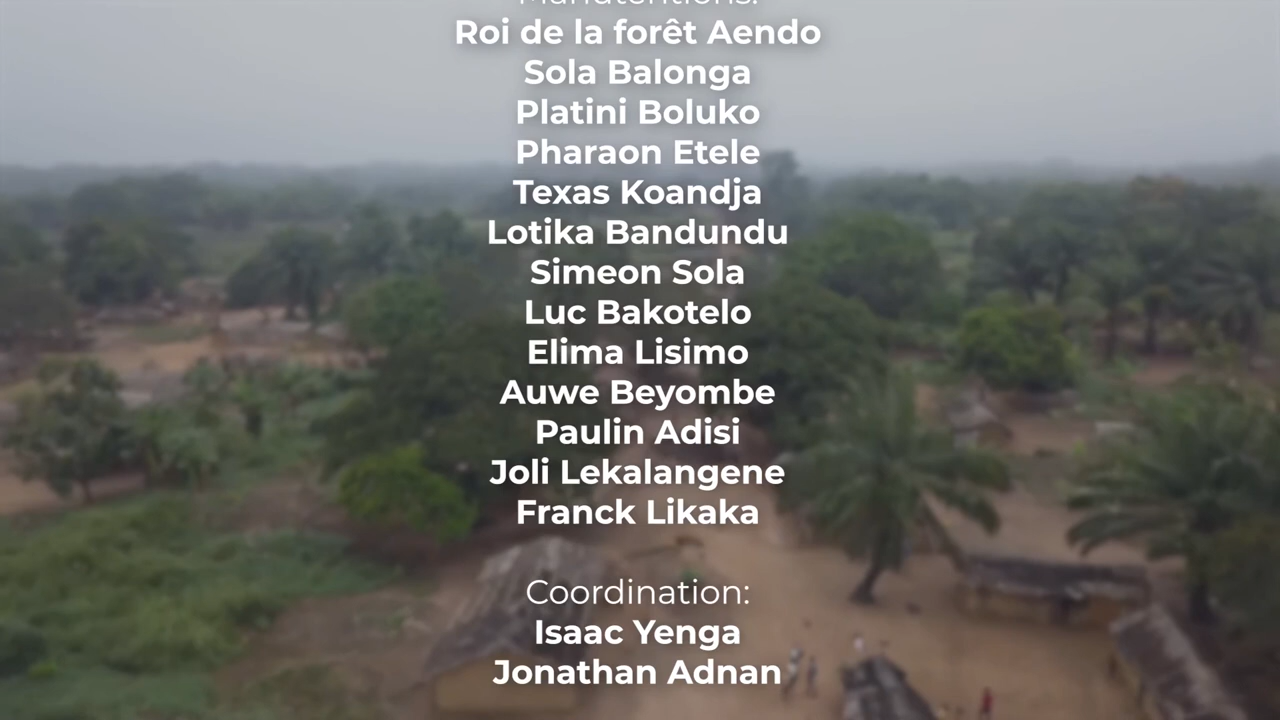 Manutentions:
Roi de la forêt Aendo
Sola Balonga
Platini Boluko
Pharaon Etele
Texas Koandja
Lotika Bandundu
Simeon Sola
Luc Bakotelo
Elima Lisimo
Auwe Beyombe
Paulin Adisi
Joli Lekalangene
Franck Likaka
Coordination:
Isaac Yenga
Jonathan Adnan